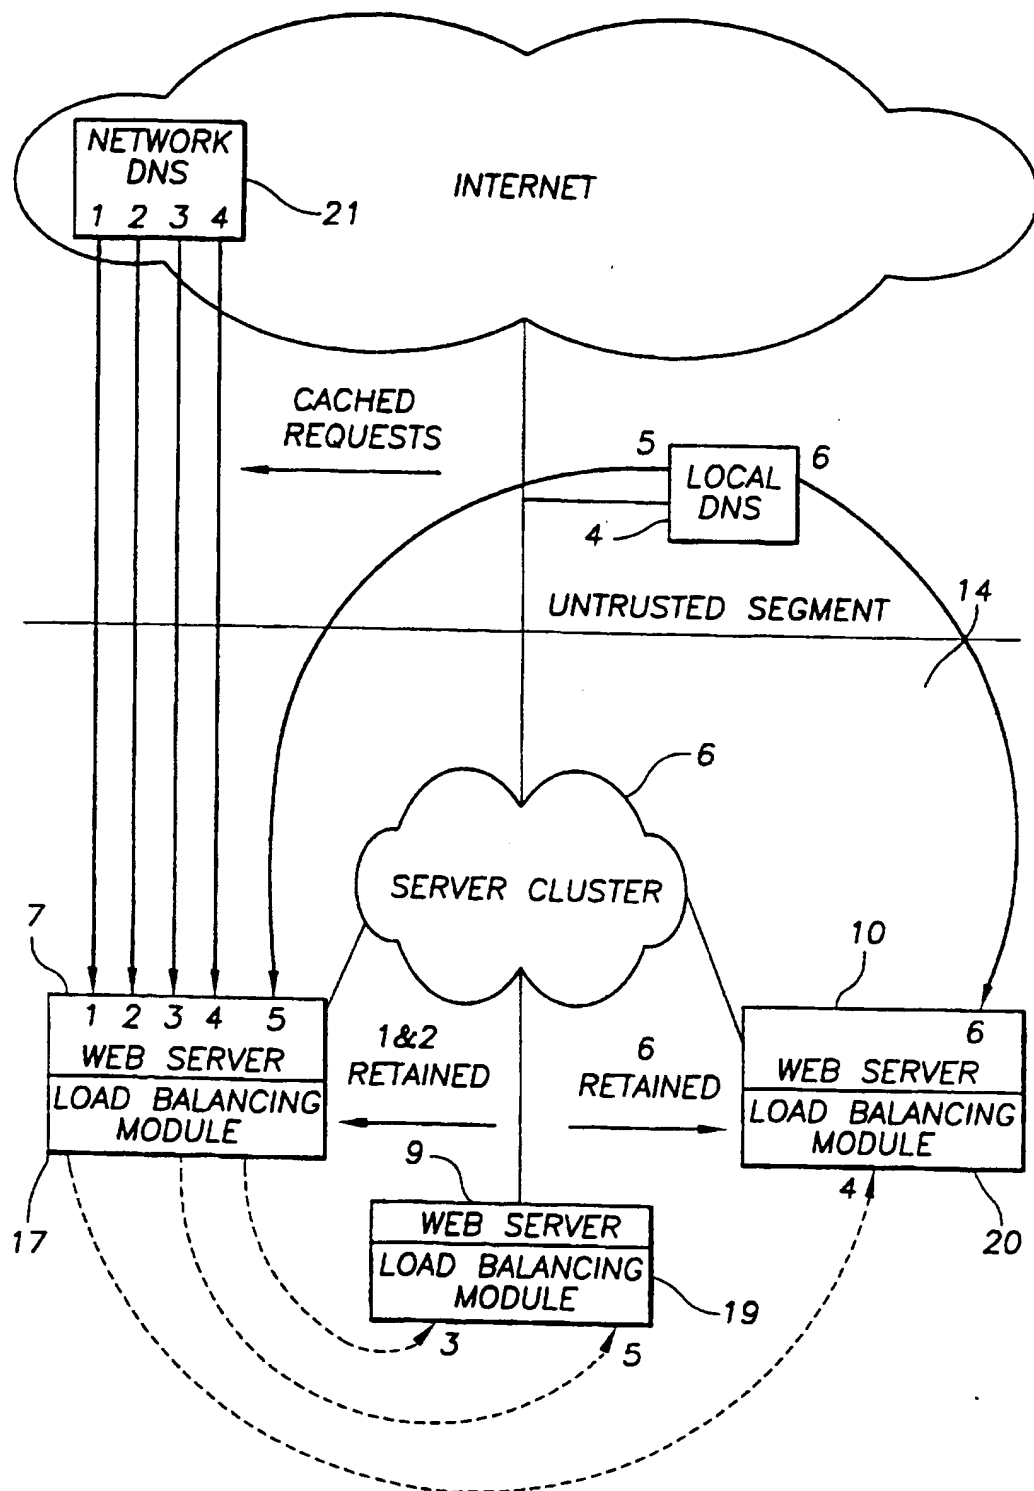 NETWORK
DNS
1 2 3 4
21
INTERNET
CACHED
REQUESTS
5
LOCAL
DNS
6
4
UNTRUSTED SEGMENT
14
6
SERVER CLUSTER
7
1 2 3 4 5
WEB SERVER
LOAD BALANCING
MODULE
17
1&2
RETAINED
6
RETAINED
10
6
WEB SERVER
LOAD BALANCING
MODULE
4
20
9
WEB SERVER
LOAD BALANCING
MODULE
19
3
5